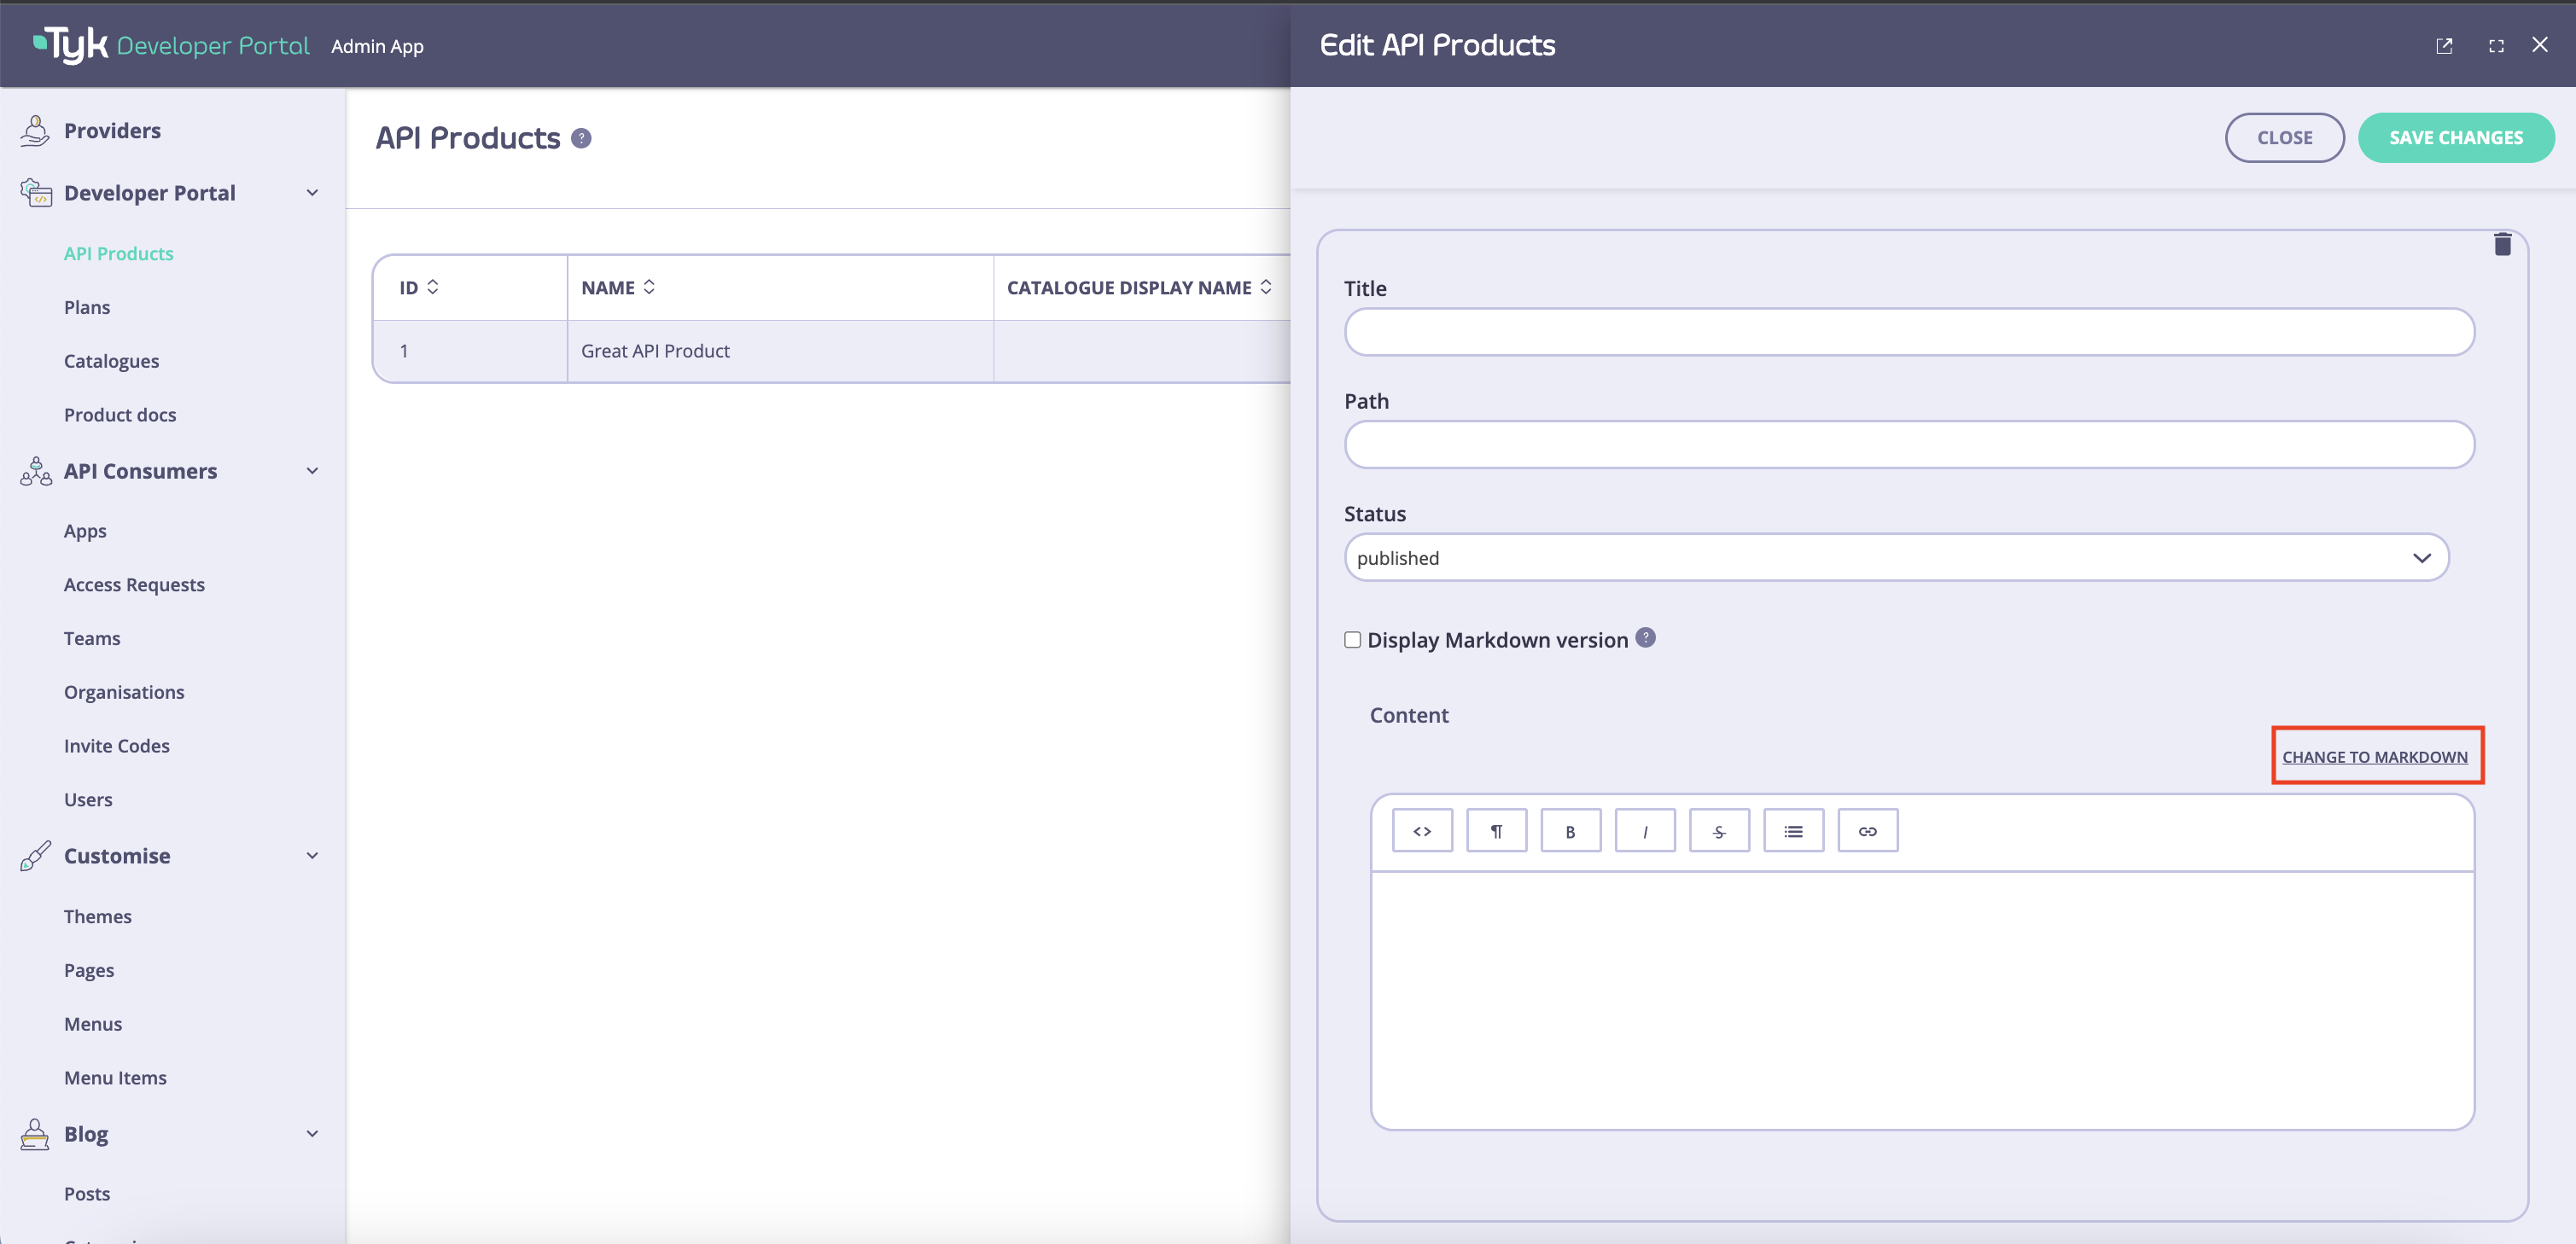 Tyk Developer Portal Admin App
Providers
Developer Portal
API Products
Plans
Catalogues
Product docs
API Consumers
Apps
Access Requests
Teams
Organisations
Invite Codes
Users
Customise
Themes
Pages
Menus
Menu Items
Blog
Posts
API Products ?
ID NAME CATALOGUE DISPLAY NAME
1 Great API Product
Edit API Products
CLOSE SAVE CHANGES
Title
Path
Status
published
Display Markdown version ?
Content
CHANGE TO MARKDOWN
<> ¶ B I S